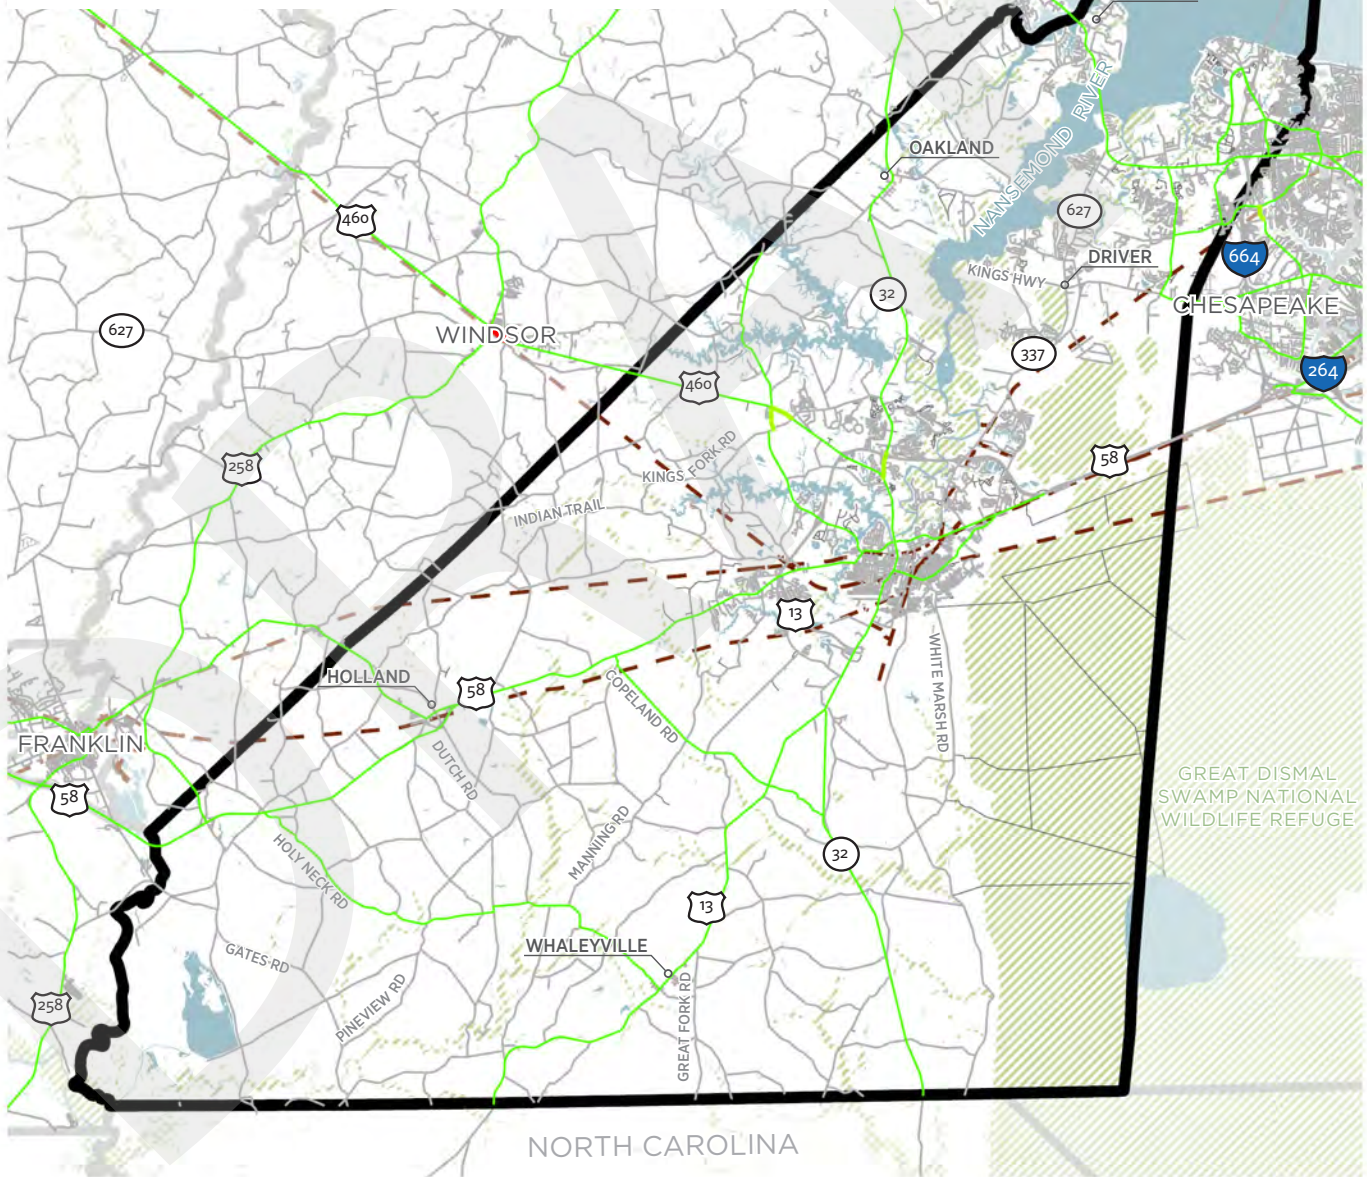 OAKLAND
NANSEMOND RIVER
627
460
DRIVER
664
KINGS HWY
32
CHESAPEAKE
627
WINDSOR
337
264
460
258
KINGS FORK RD
58
INDIAN TRAIL
13
WHITE MARSH RD
HOLLAND
58
COPELAND RD
FRANKLIN
DUTCH RD
58
GREAT DISMAL
SWAMP NATIONAL
WILDLIFE REFUGE
MANNING RD
HOLY NECK RD
32
13
WHALEYVILLE
GATES RD
PINEVIEW RD
258
GREAT FORK RD
NORTH CAROLINA